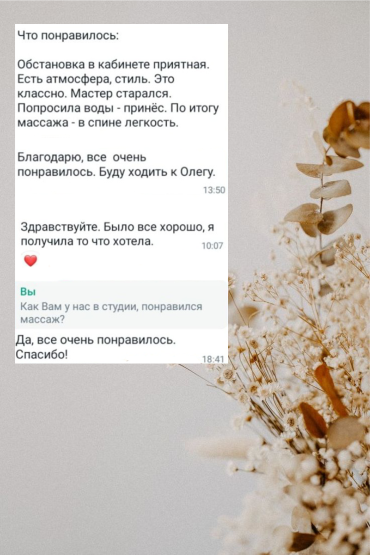 Что понравилось:
Обстановка в кабинете приятная.
Есть атмосфера, стиль. Это
классно. Мастер старался.
Попросила воды - принёс. По итогу
массажа - в спине легкость.
Благодарю, все очень
понравилось. Буду ходить к Олегу.
13:50
Здравствуйте. Было все хорошо, я
получила то что хотела.
10:07
❤️
Вы
Как Вам у нас в студии, понравился
массаж?
Да, все очень понравилось.
Спасибо!
18:41